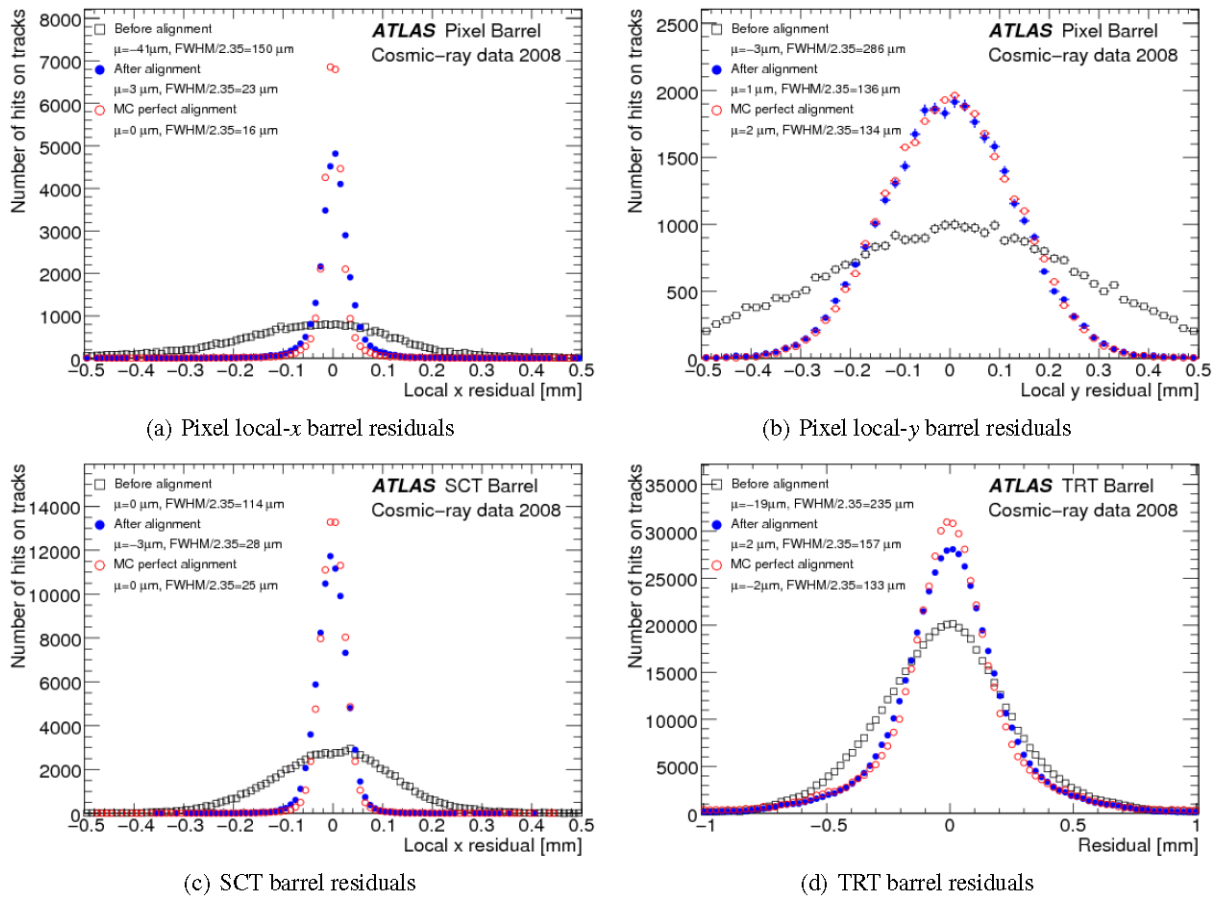 ATLAS Pixel Barrel
Cosmic-ray data 2008
Before alignment
μ=-41μm, FWHM/2.35=150 μm
After alignment
μ=3 μm, FWHM/2.35=23 μm
MC perfect alignment
μ=0 μm, FWHM/2.35=16 μm
Number of hits on tracks
8000
7000
6000
5000
4000
3000
2000
1000
0
-0.5 -0.4 -0.3 -0.2 -0.1 0 0.1 0.2 0.3 0.4 0.5
Local x residual [mm]
(a) Pixel local-x barrel residuals
ATLAS Pixel Barrel
Cosmic-ray data 2008
Before alignment
μ=-3μm, FWHM/2.35=286 μm
After alignment
μ=1 μm, FWHM/2.35=136 μm
MC perfect alignment
μ=2 μm, FWHM/2.35=134 μm
Number of hits on tracks
2500
2000
1500
1000
500
0
-0.5 -0.4 -0.3 -0.2 -0.1 0 0.1 0.2 0.3 0.4 0.5
Local y residual [mm]
(b) Pixel local-y barrel residuals
ATLAS SCT Barrel
Cosmic-ray data 2008
Before alignment
μ=0 μm, FWHM/2.35=114 μm
After alignment
μ=-3μm, FWHM/2.35=28 μm
MC perfect alignment
μ=0 μm, FWHM/2.35=25 μm
Number of hits on tracks
14000
12000
10000
8000
6000
4000
2000
0
-0.5 -0.4 -0.3 -0.2 -0.1 0 0.1 0.2 0.3 0.4 0.5
Local x residual [mm]
(c) SCT barrel residuals
ATLAS TRT Barrel
Cosmic-ray data 2008
Before alignment
μ=-19μm, FWHM/2.35=235 μm
After alignment
μ=2 μm, FWHM/2.35=157 μm
MC perfect alignment
μ=-2μm, FWHM/2.35=133 μm
Number of hits on tracks
35000
30000
25000
20000
15000
10000
5000
0
-1 -0.5 0 0.5 1
Residual [mm]
(d) TRT barrel residuals